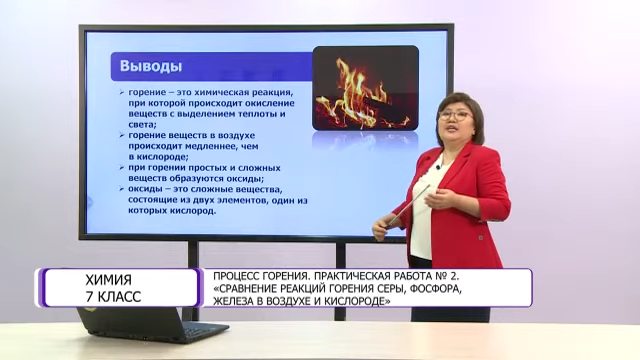 Выводы
➢ горение – это химическая реакция,
при которой происходит окисление
веществ с выделением теплоты и
света;
➢ горение веществ в воздухе
происходит медленнее, чем
в кислороде;
➢ при горении простых и сложных
веществ образуются оксиды;
➢ оксиды – это сложные вещества,
состоящие из двух элементов, один из
которых кислород.
ХИМИЯ
7 КЛАСС
ПРОЦЕСС ГОРЕНИЯ. ПРАКТИЧЕСКАЯ РАБОТА № 2.
«СРАВНЕНИЕ РЕАКЦИЙ ГОРЕНИЯ СЕРЫ, ФОСФОРА,
ЖЕЛЕЗА В ВОЗДУХЕ И КИСЛОРОДЕ»